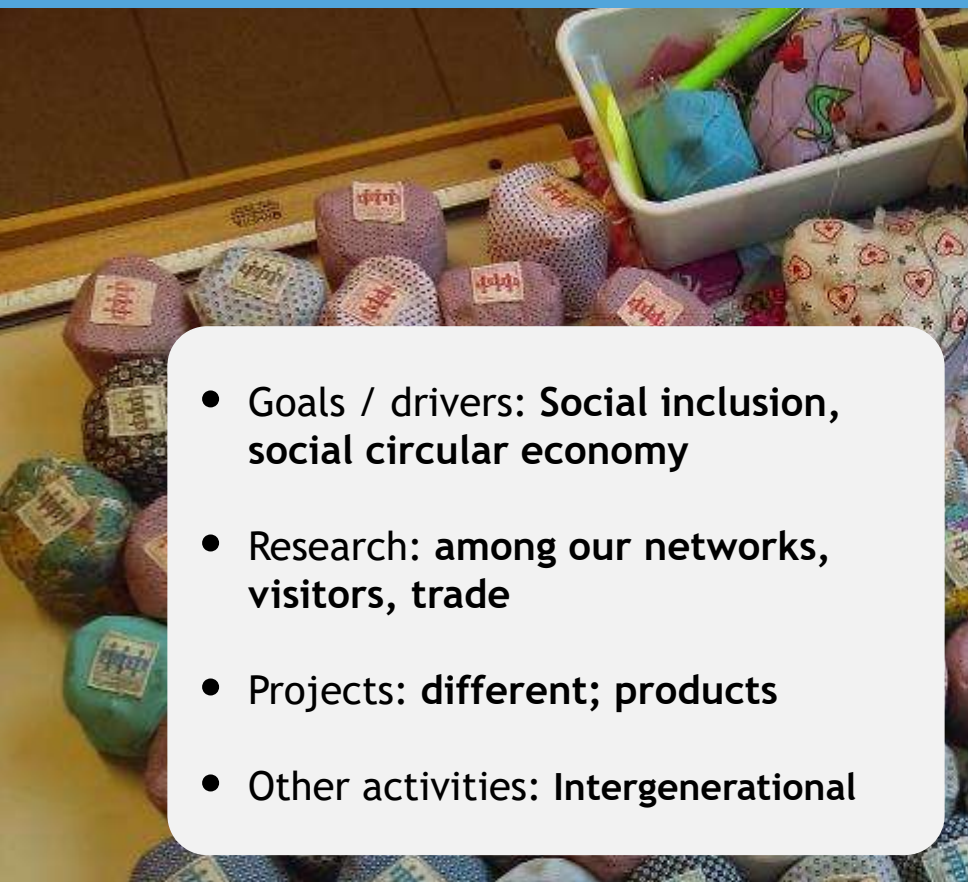 • Goals / drivers: Social inclusion,
social circular economy
• Research: among our networks,
visitors, trade
• Projects: different; products
• Other activities: Intergenerational